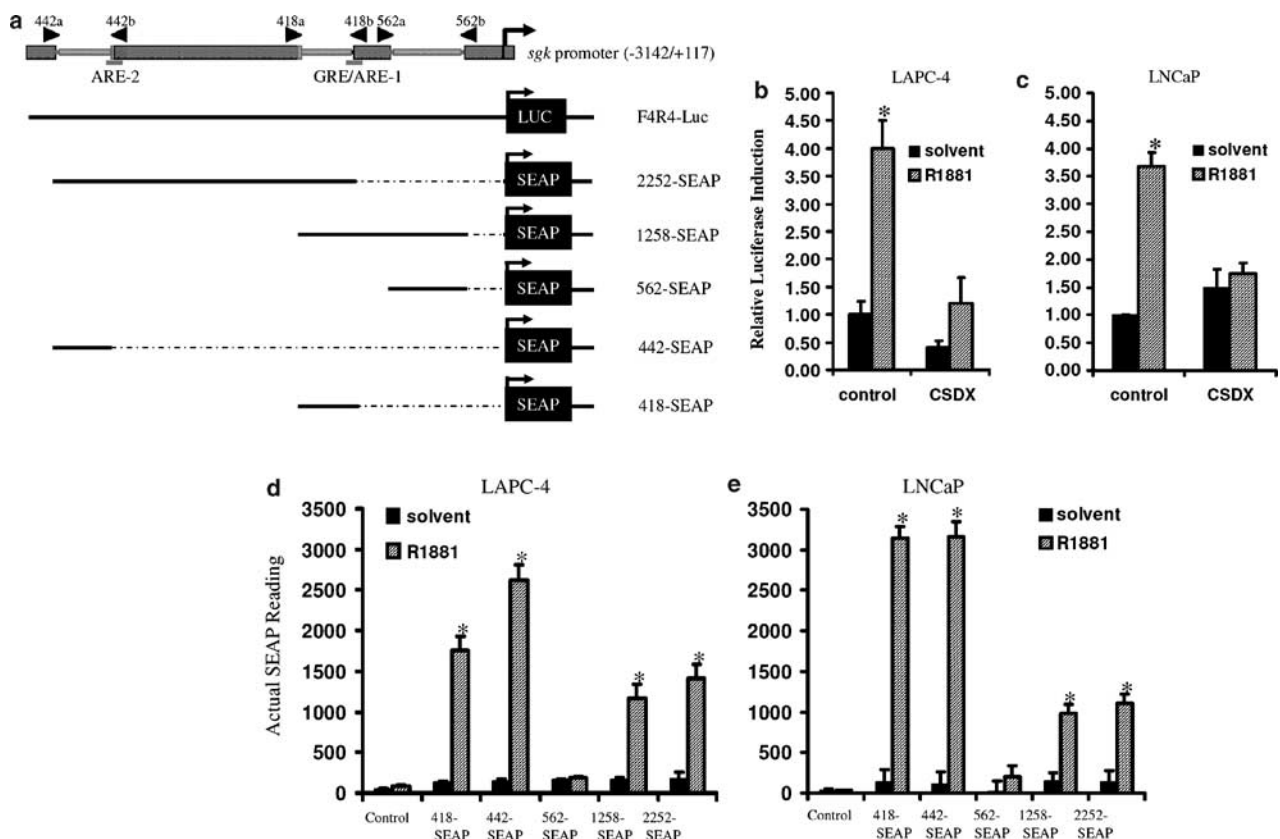 a
442a 442b 418a 418b 562a 562b
sgk promoter (-3142/+117)
ARE-2 GRE/ARE-1
LUC F4R4-Luc
SEAP 2252-SEAP
SEAP 1258-SEAP
SEAP 562-SEAP
SEAP 442-SEAP
SEAP 418-SEAP
b LAPC-4
Relative Luciferase Induction
5.00
4.50
4.00
3.50
3.00
2.50
2.00
1.50
1.00
0.50
0.00
*
solvent
R1881
control CSDX
c LNCaP
5.00
4.50
4.00
3.50
3.00
2.50
2.00
1.50
1.00
0.50
0.00
*
solvent
R1881
control CSDX
d LAPC-4
Actual SEAP Reading
3500
3000
2500
2000
1500
1000
500
0
solvent
R1881
* * * *
Control 418-SEAP 442-SEAP 562-SEAP 1258-SEAP 2252-SEAP
e LNCaP
3500
3000
2500
2000
1500
1000
500
0
solvent
R1881
* * * *
Control 418-SEAP 442-SEAP 562-SEAP 1258-SEAP 2252-SEAP